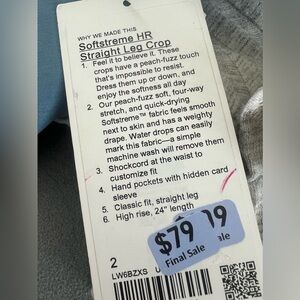 WHY WE MADE THIS
Softstreme HR
Straight Leg Crop
1. Feel it to believe it. These
crops have a peach-fuzz touch
that's impossible to resist.
Dress them up or down, and
enjoy the softness all day
2. Our peach-fuzz soft, four-way
stretch, and quick-drying
Softstreme™ fabric feels smooth
next to skin and has a weighty
drape. Water drops can easily
mark this fabric—a simple
machine wash will remove them
3. Shockcord at the waist to
customize fit
4. Hand pockets with hidden card
sleeve
5. Classic fit, straight leg
6. High rise, 24" length
$79 19
Final Sale ale
2
LW6BZXS U